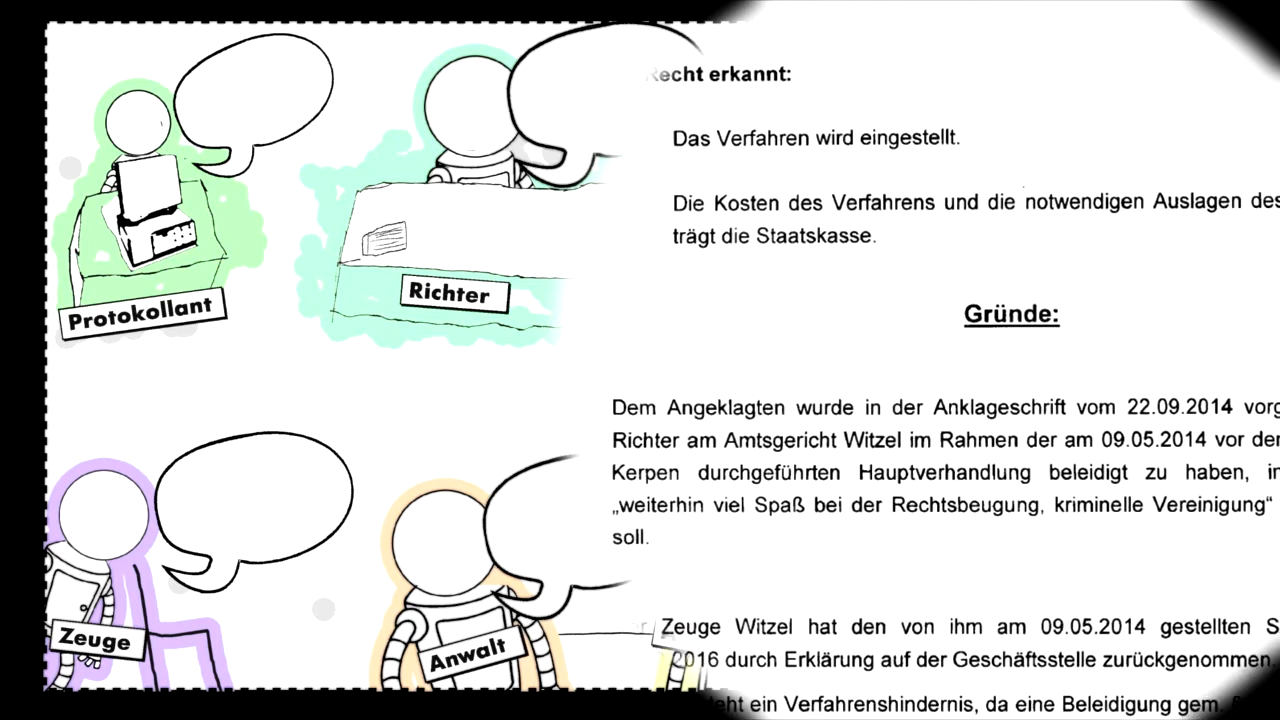 Protokollant
Richter
Zeuge
Anwalt
Recht erkannt:
Das Verfahren wird eingestellt.
Die Kosten des Verfahrens und die notwendigen Auslagen des
trägt die Staatskasse.
Gründe:
Dem Angeklagten wurde in der Anklageschrift vom 22.09.2014 vorg
Richter am Amtsgericht Witzel im Rahmen der am 09.05.2014 vor
Kerpen durchgeführten Hauptverhandlung beleidigt zu haben,
„weiterhin viel Spaß bei der Rechtsbeugung, kriminelle Vereinigung“
soll.
Zeuge Witzel hat den von ihm am 09.05.2014 gestellten S
2016 durch Erklärung auf der Geschäftsstelle zurückgenommen
ein Verfahrenshindernis, da eine Beleidigung gem.